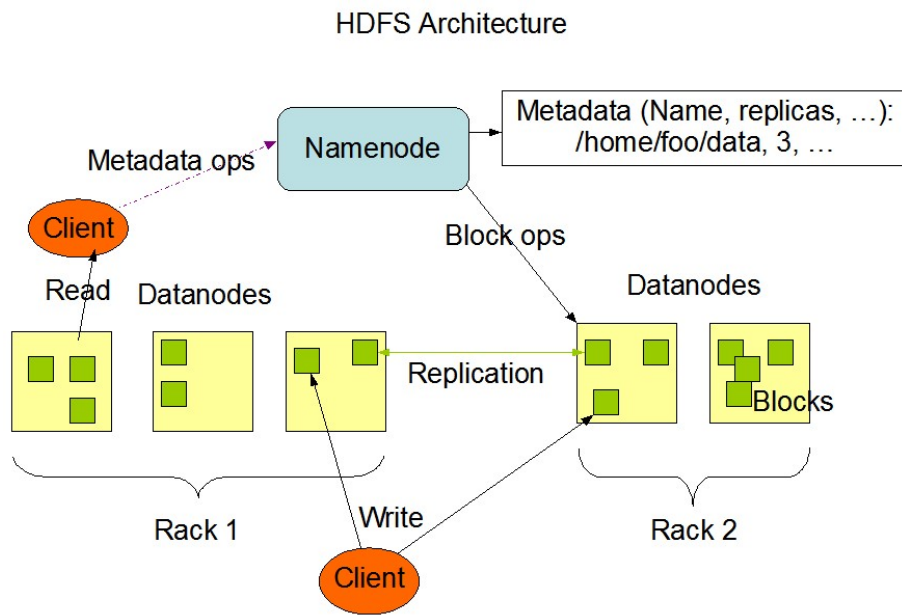 HDFS Architecture
Metadata (Name, replicas, …):
/home/foo/data, 3, …
Namenode
Metadata ops
Client
Block ops
Read
Datanodes
Datanodes
Replication
Blocks
Rack 1
Write
Rack 2
Client